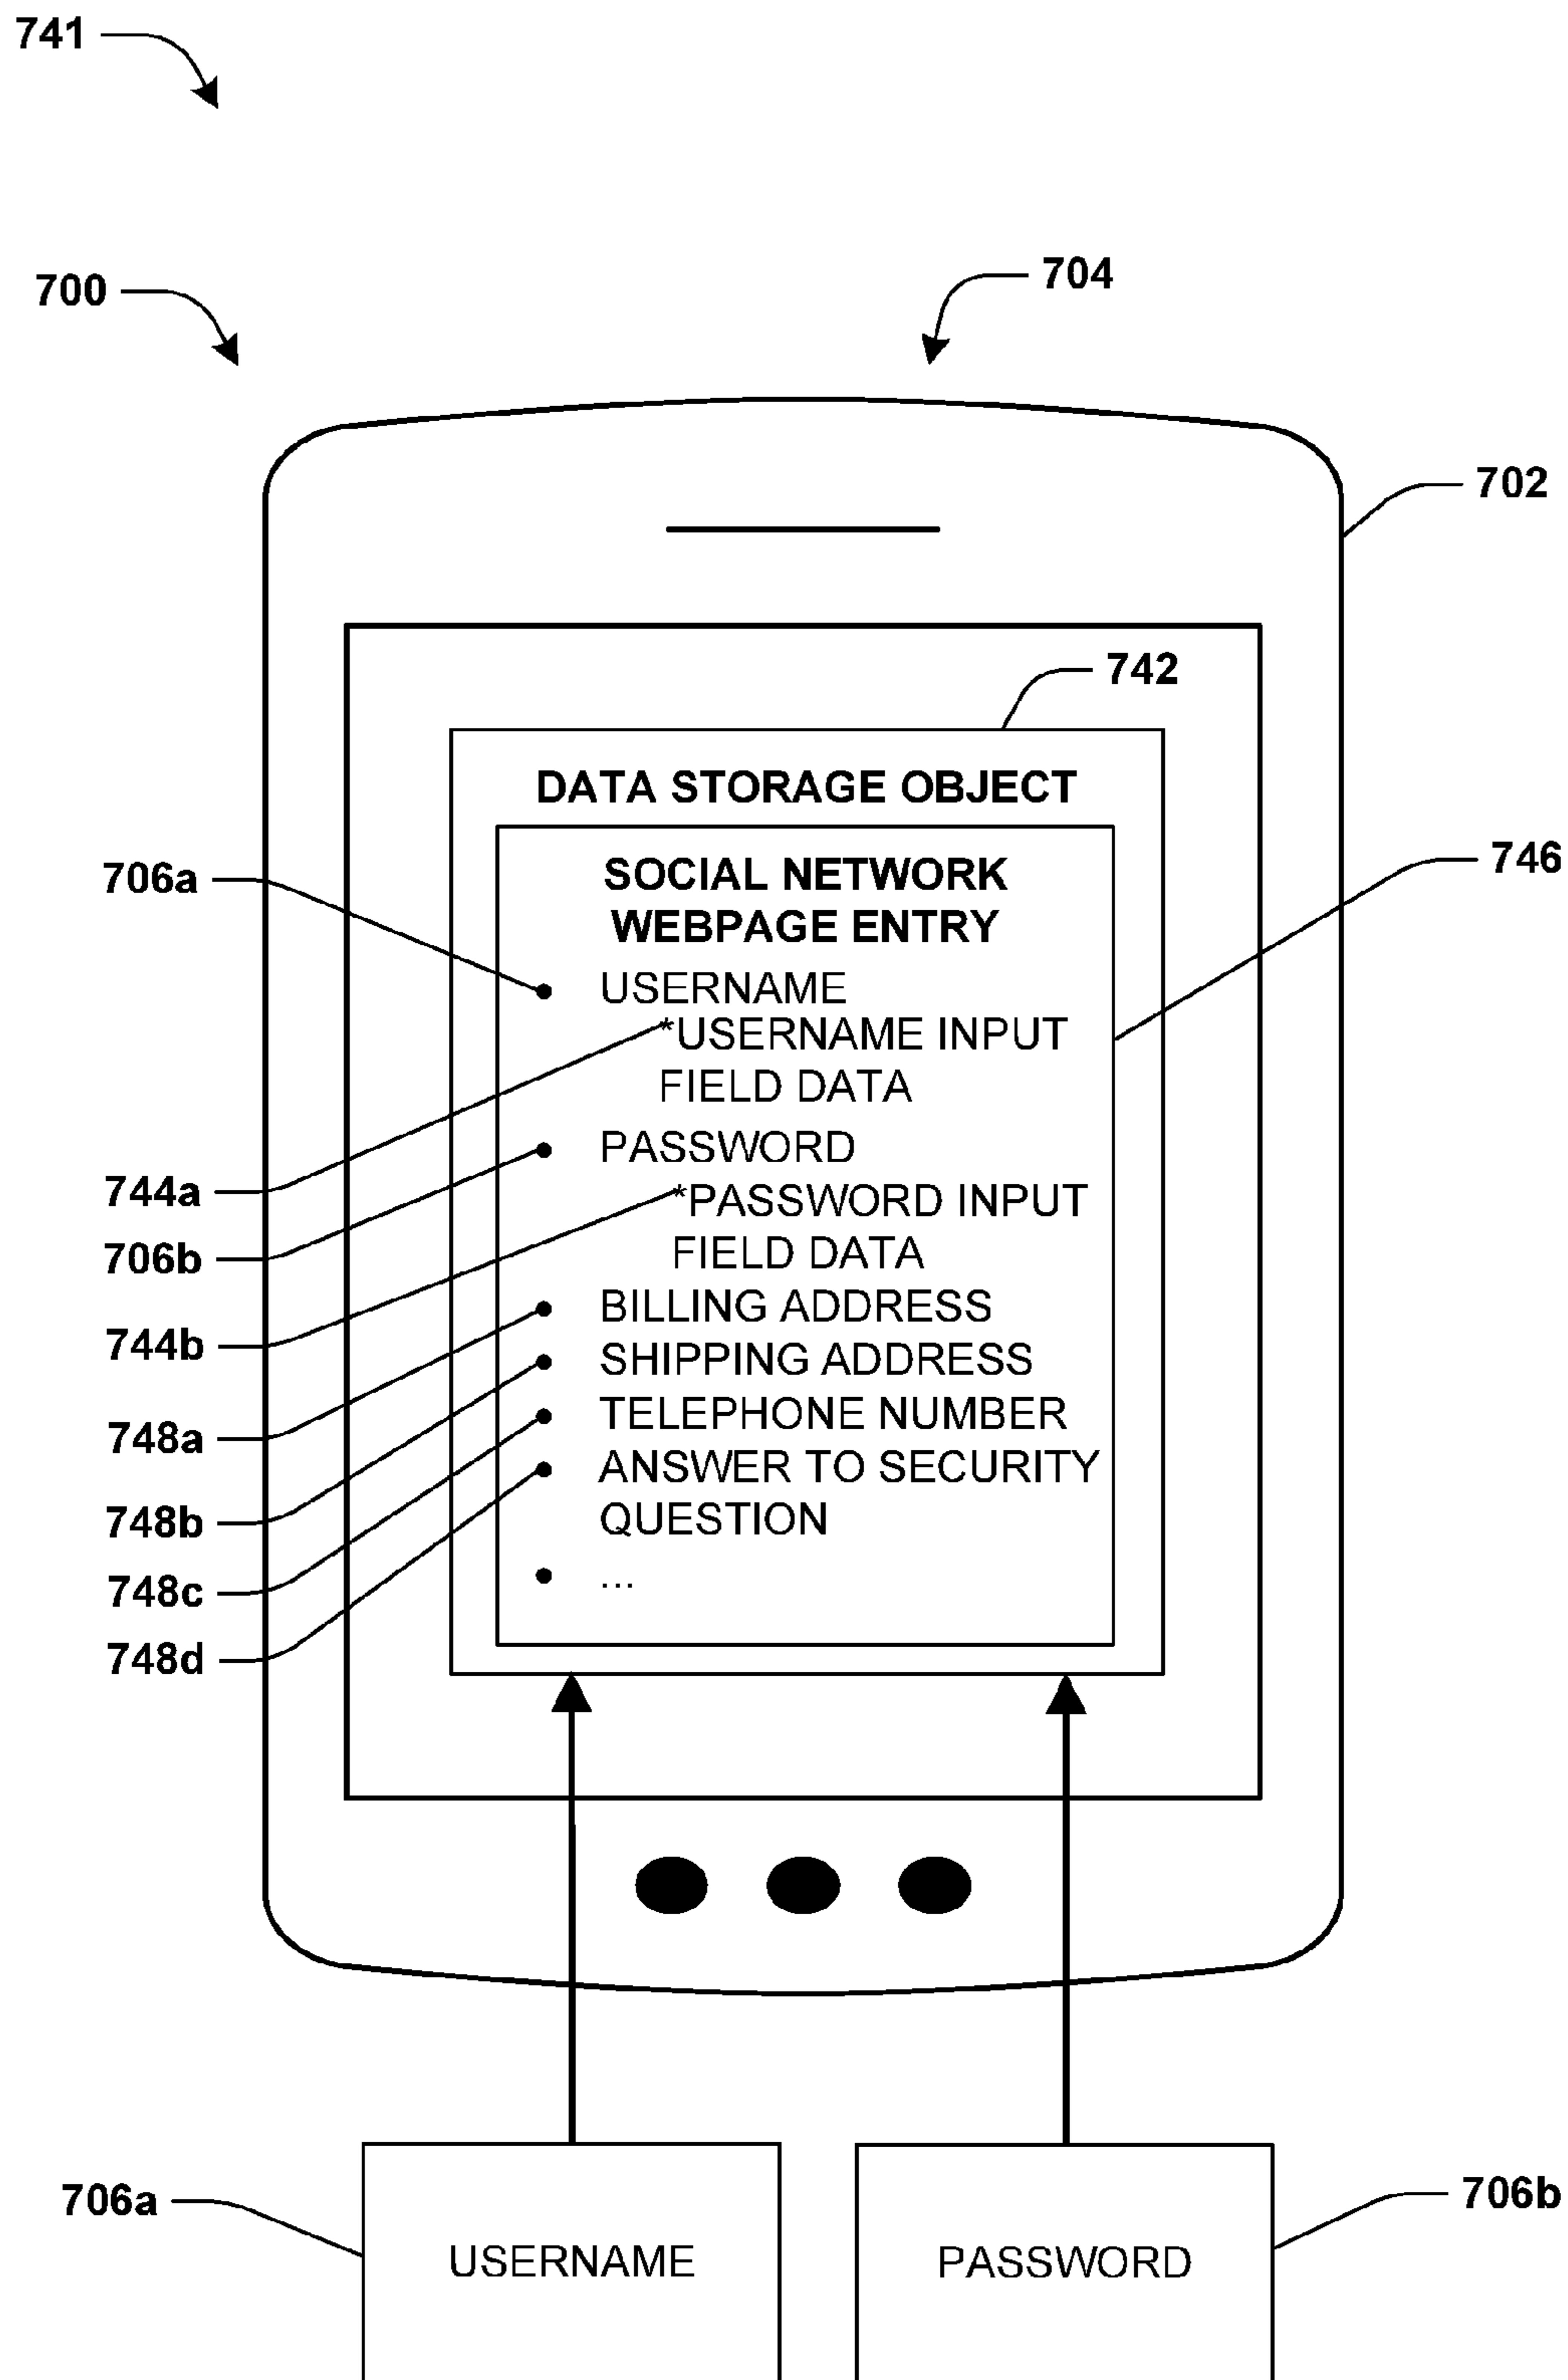 741
700
704
702
742
DATA STORAGE OBJECT
746
706a
SOCIAL NETWORK
WEBPAGE ENTRY
• USERNAME
*USERNAME INPUT
FIELD DATA
• PASSWORD
744a
*PASSWORD INPUT
706b
FIELD DATA
• BILLING ADDRESS
744b
• SHIPPING ADDRESS
• TELEPHONE NUMBER
748a
• ANSWER TO SECURITY
QUESTION
748b
• ...
748c
748d
706a
706b
USERNAME
PASSWORD